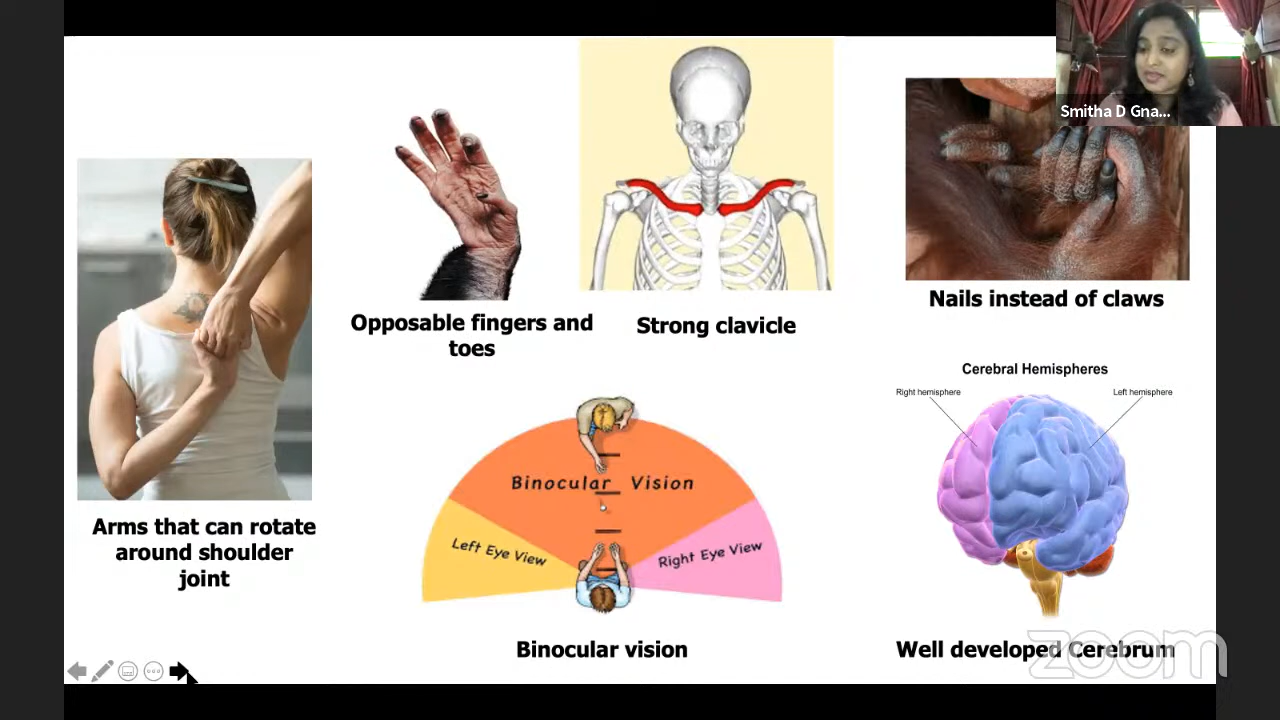 Smitha D Gna...
Opposable fingers and
toes
Strong clavicle
Nails instead of claws
Arms that can rotate
around shoulder
joint
Binocular Vision
Left Eye View
Right Eye View
Binocular vision
Cerebral Hemispheres
Right hemisphere
Left hemisphere
Well developed Cerebrum
zoom